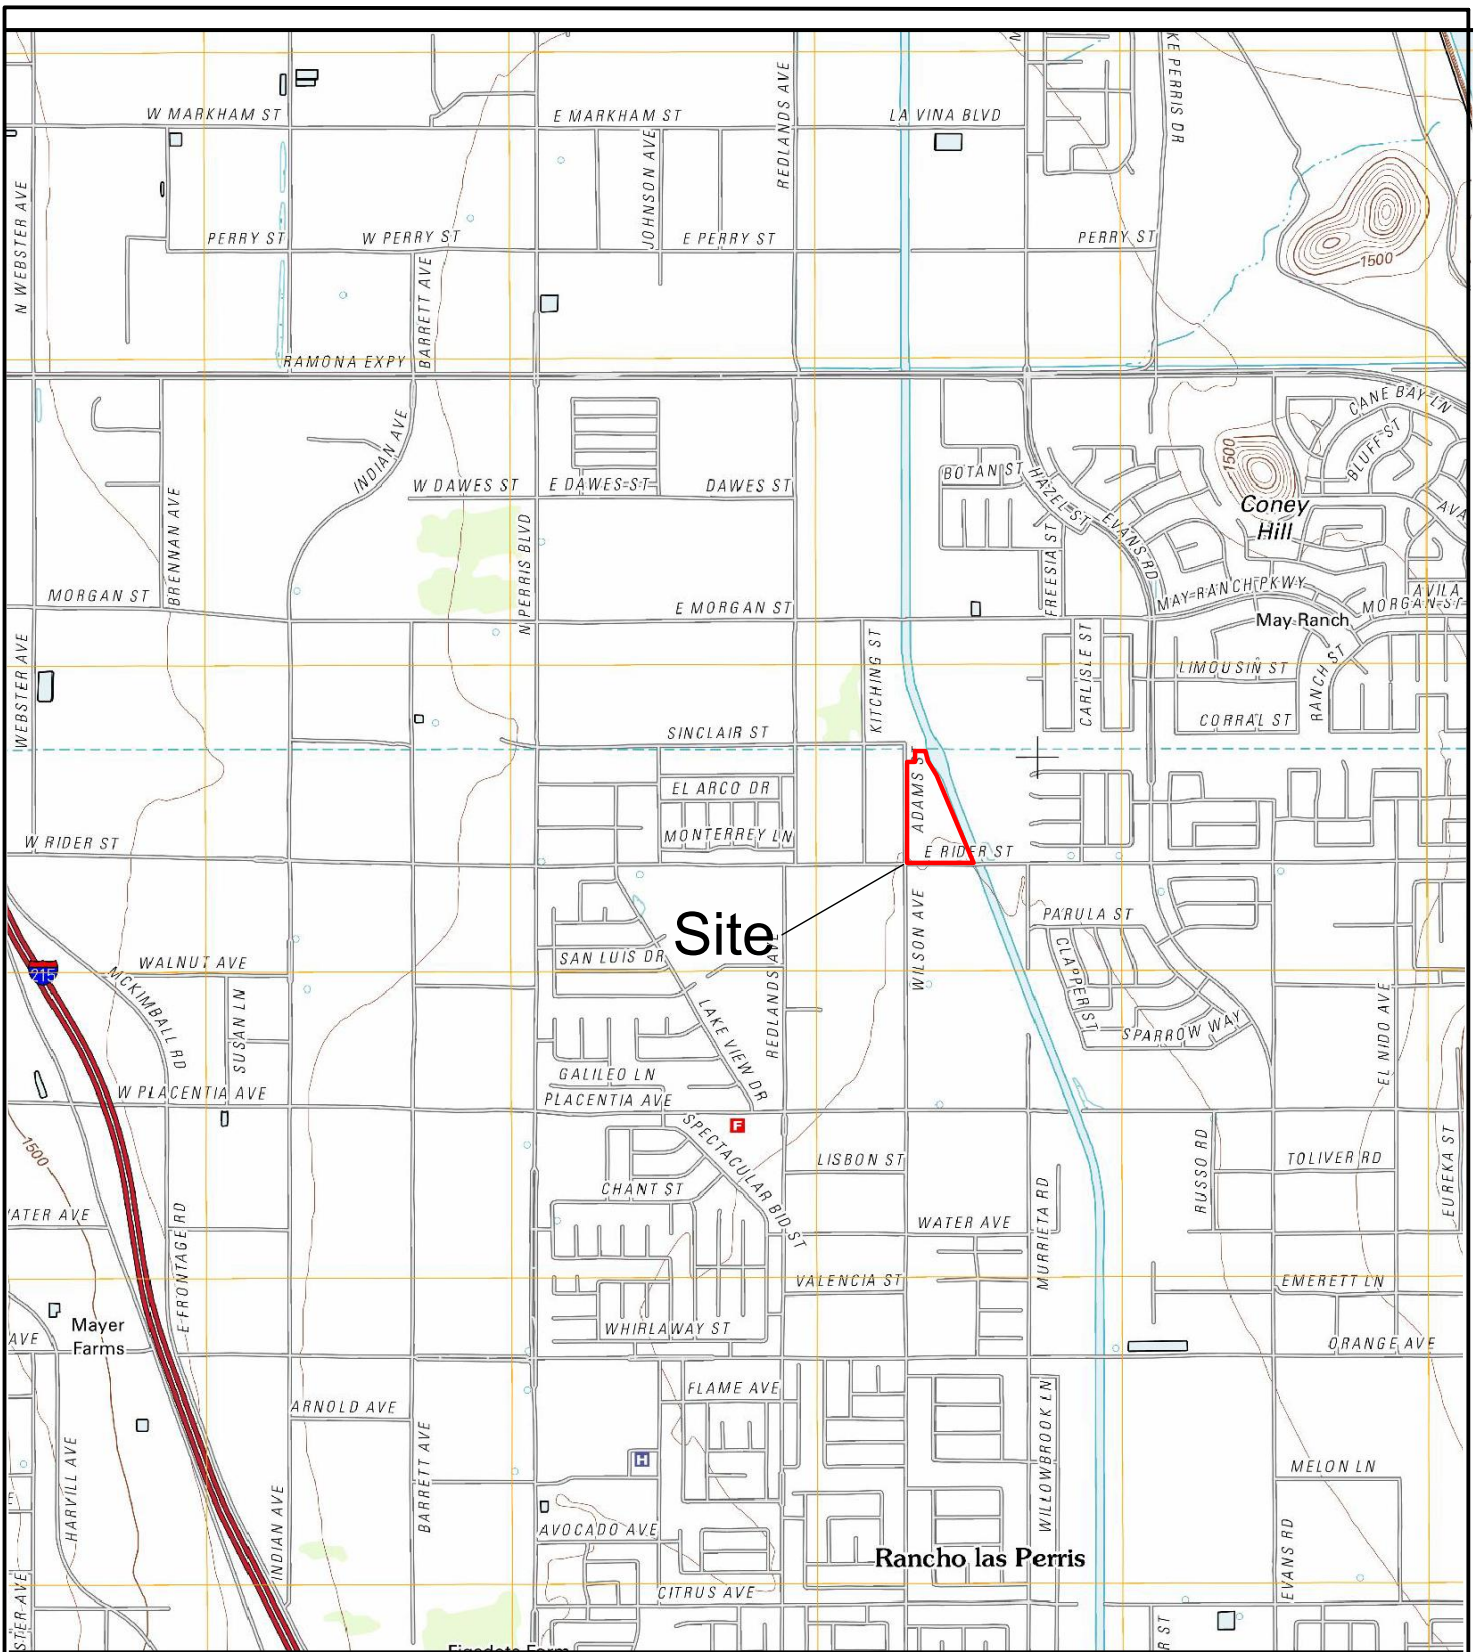 KE PERRIS DR
W MARKHAM ST
E MARKHAM ST
REDLANDS AVE
LA VINA BLVD
JOHNSON AVE
N WEBSTER AVE
PERRY ST
W PERRY ST
E PERRY ST
PERRY ST
1500
BARRETT AVE
RAMONA EXPY
CANE BAY LN
BLUFF ST
INDIAN AVE
1500
W DAWES ST
E DAWES ST
DAWES ST
BOTAN ST
HAZEL ST
EVANS RD
Coney
Hill
AVA
BRENNAN AVE
N PERRIS BLVD
FREESIA ST
MORGAN ST
E MORGAN ST
MAY RANCH PKWY
AVILA
MORGAN ST
May Ranch
WEBSTER AVE
KITCHING ST
CARLISLE ST
LIMOUSIN ST
RANCH ST
CORRAL ST
SINCLAIR ST
EL ARCO DR
ADAMS S
MONTERREY LN
W RIDER ST
E RIDER ST
Site
PARULA ST
CLAPPER ST
SAN LUIS DR
REDLANDS AVE
WILSON AVE
215
WALNUT AVE
MCKIMBALL RD
SUSAN LN
LAKE VIEW DR
SPARROW WAY
EL NIDO AVE
GALILEO LN
W PLACENTIA AVE
PLACENTIA AVE
F
SPECTACULAR BID ST
1500
LISBON ST
RUSSO RD
TOLIVER RD
EUREKA ST
CHANT ST
MURRIETA RD
ATER AVE
E FRONTAGE RD
WATER AVE
VALENCIA ST
EMERETT LN
Mayer
Farms
AVE
WHIRLAWAY ST
ORANGE AVE
FLAME AVE
ARNOLD AVE
HARVILL AVE
BARRETT AVE
H
WILLOWBROOK LN
MELON LN
INDIAN AVE
AVOCADO AVE
Rancho las Perris
EVANS RD
CITRUS AVE
STER AVE
R ST